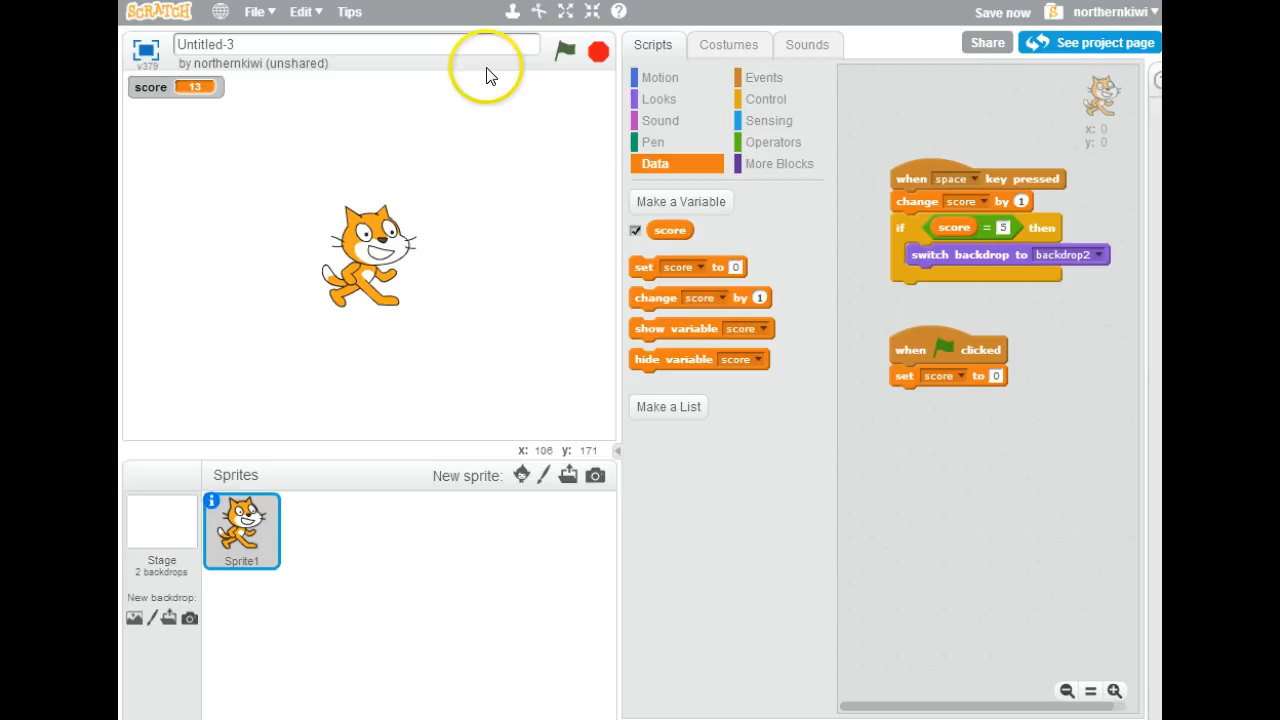 SCRATCH
File
Edit
Tips
Save now
northernkiwi
v379
Untitled-3
by northernkiwi (unshared)
Scripts
Costumes
Sounds
Share
See project page
score 13
Motion
Looks
Sound
Pen
Data
Events
Control
Sensing
Operators
More Blocks
Make a Variable
score
set score to 0
change score by 1
show variable score
hide variable score
Make a List
x: 0
y: 0
when space key pressed
change score by 1
if score = 5 then
switch backdrop to backdrop2
when clicked
set score to 0
x: 106 y: 171
Sprites
New sprite:
Stage
2 backdrops
New backdrop:
Sprite1